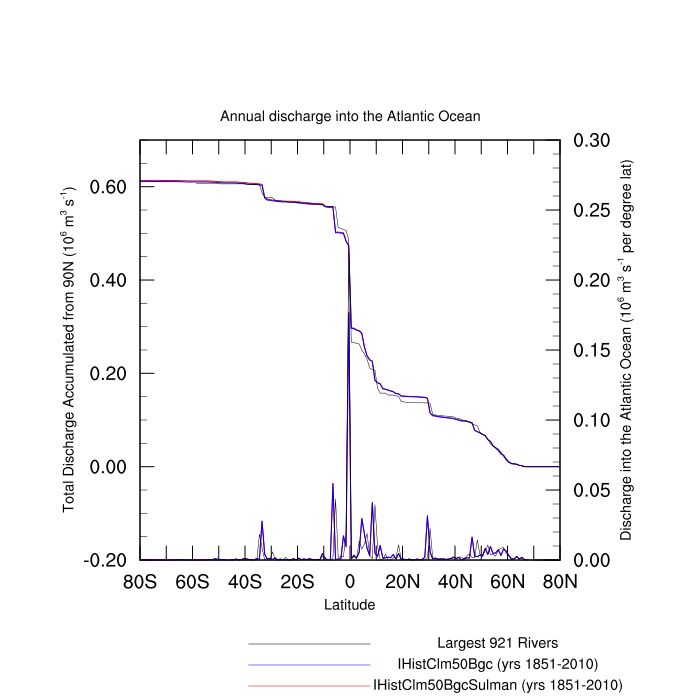 Annual discharge into the Atlantic Ocean
Total Discharge Accumulated from 90N (10⁶ m³ s⁻¹)
0.60
0.40
0.20
0.00
-0.20
0.30
0.25
0.20
0.15
0.10
0.05
0.00
Discharge into the Atlantic Ocean (10⁶ m³ s⁻¹ per degree lat)
80S 60S 40S 20S 0 20N 40N 60N 80N
Latitude
Largest 921 Rivers
IHistClm50Bgc (yrs 1851-2010)
IHistClm50BgcSulman (yrs 1851-2010)